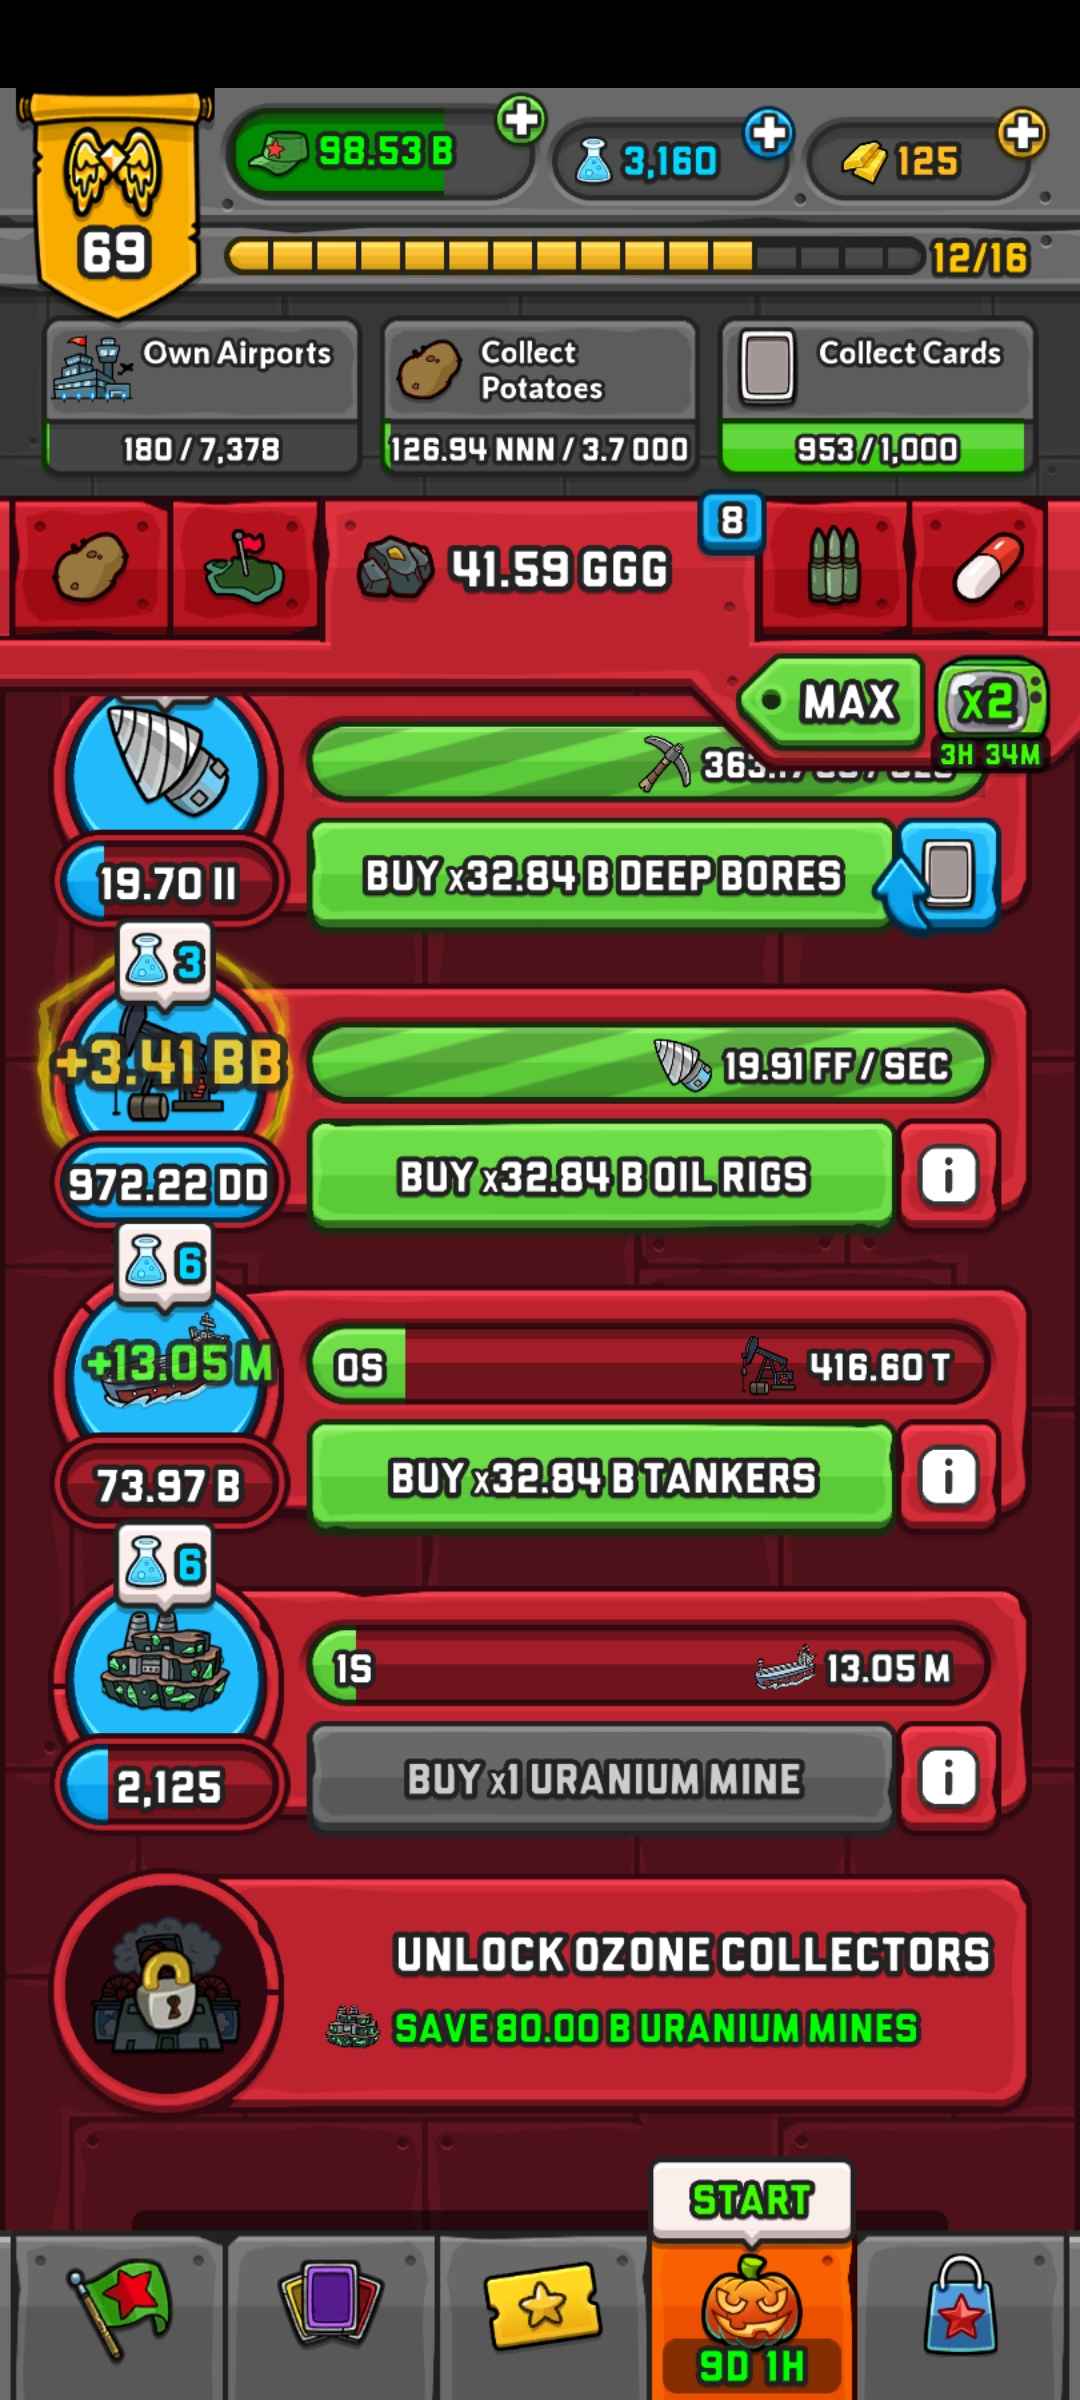 98.53 B
3,160
125
69
12/16
Own Airports
180 / 7,378
Collect
Potatoes
126.94 NNN / 3.7 OOO
Collect Cards
953 / 1,000
41.59 GGG
8
MAX
x2
3H 34M
19.70 II
BUY x32.84 B DEEP BORES
3
+3.41 BB
19.91 FF / SEC
972.22 DD
BUY x32.84 B OIL RIGS
6
+13.05 M
0S
416.60 T
73.97 B
BUY x32.84 B TANKERS
6
1S
13.05 M
2,125
BUY x1 URANIUM MINE
UNLOCK OZONE COLLECTORS
SAVE 80.00 B URANIUM MINES
START
9D 1H